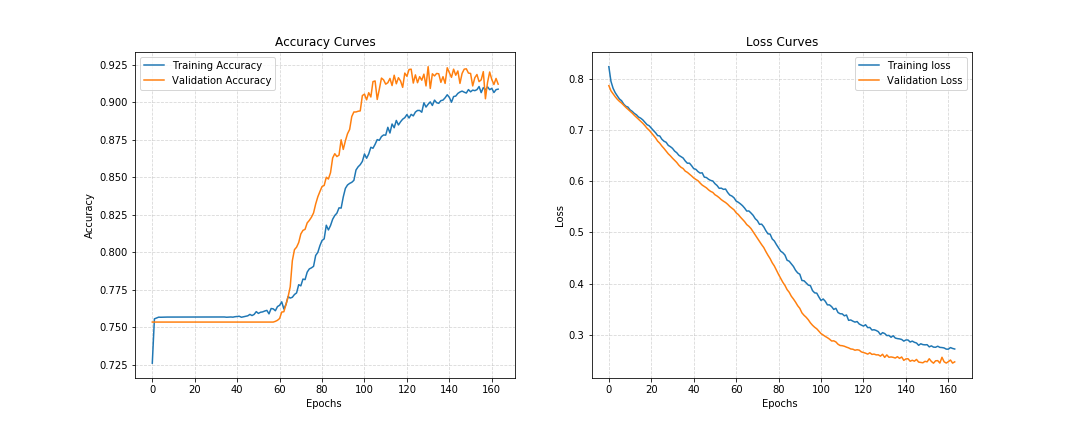 Accuracy Curves
Training Accuracy
Validation Accuracy
0.925
0.900
0.875
0.850
0.825
0.800
0.775
0.750
0.725
Accuracy
0 20 40 60 80 100 120 140 160
Epochs
Loss Curves
Training loss
Validation Loss
0.8
0.7
0.6
0.5
0.4
0.3
Loss
0 20 40 60 80 100 120 140 160
Epochs